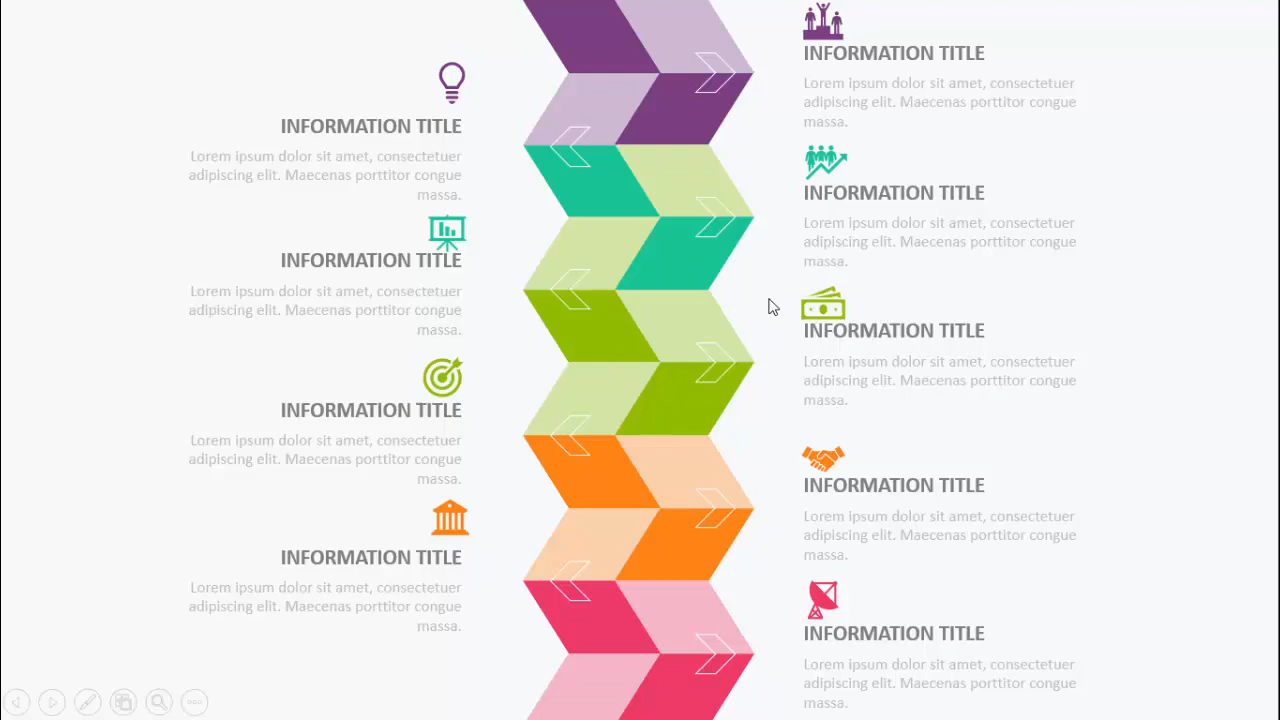 INFORMATION TITLE
Lorem ipsum dolor sit amet, consectetuer
adipiscing elit. Maecenas porttitor congue
massa.
INFORMATION TITLE
Lorem ipsum dolor sit amet, consectetuer
adipiscing elit. Maecenas porttitor congue
massa.
INFORMATION TITLE
Lorem ipsum dolor sit amet, consectetuer
adipiscing elit. Maecenas porttitor congue
massa.
INFORMATION TITLE
Lorem ipsum dolor sit amet, consectetuer
adipiscing elit. Maecenas porttitor congue
massa.
INFORMATION TITLE
Lorem ipsum dolor sit amet, consectetuer
adipiscing elit. Maecenas porttitor congue
massa.
INFORMATION TITLE
Lorem ipsum dolor sit amet, consectetuer
adipiscing elit. Maecenas porttitor congue
massa.
INFORMATION TITLE
Lorem ipsum dolor sit amet, consectetuer
adipiscing elit. Maecenas porttitor congue
massa.
INFORMATION TITLE
Lorem ipsum dolor sit amet, consectetuer
adipiscing elit. Maecenas porttitor congue
massa.
INFORMATION TITLE
Lorem ipsum dolor sit amet, consectetuer
adipiscing elit. Maecenas porttitor congue
massa.